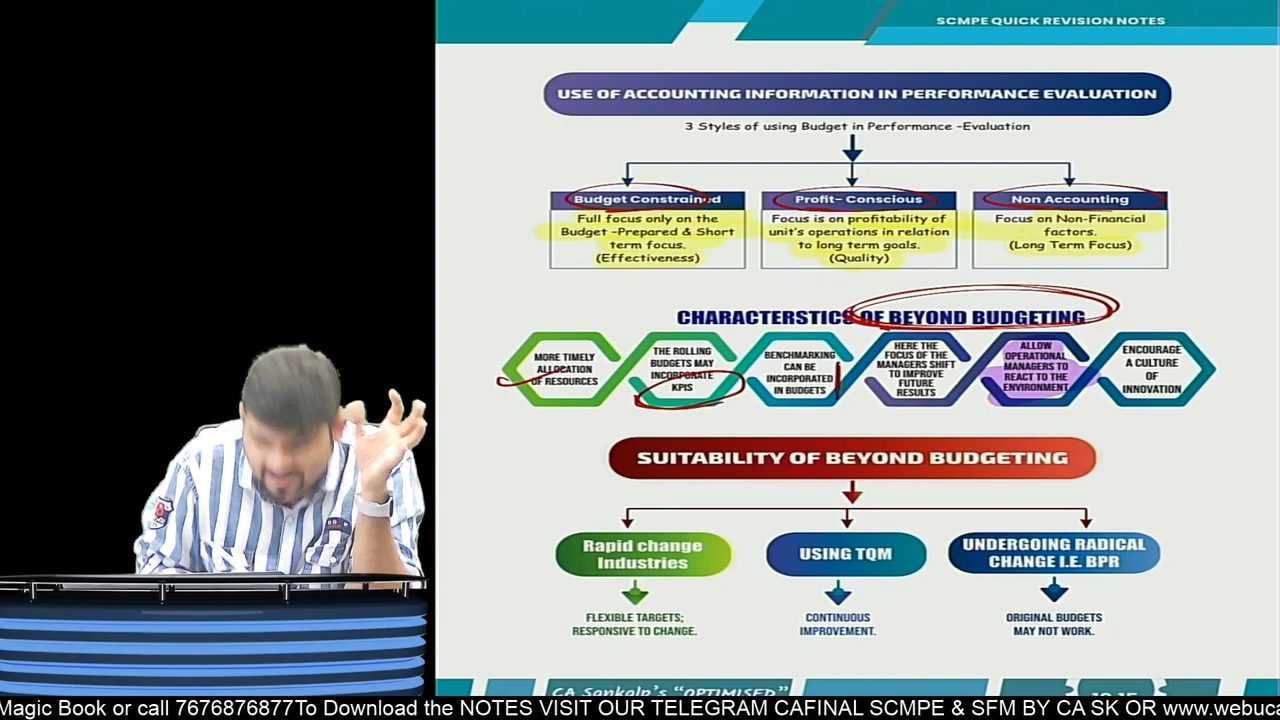 SCMPE QUICK REVISION NOTES
USE OF ACCOUNTING INFORMATION IN PERFORMANCE EVALUATION
3 Styles of using Budget in Performance -Evaluation
Budget Constrained
Full focus only on the
Budget -Prepared & Short
term focus.
(Effectiveness)
Profit- Conscious
Focus is on profitability of
unit's operations in relation
to long term goals.
(Quality)
Non Accounting
Focus on Non-Financial
factors.
(Long Term Focus)
CHARACTERSTICS OF BEYOND BUDGETING
MORE TIMELY
ALLOCATION
OF RESOURCES
THE ROLLING
BUDGETS MAY
INCORPORATE
KPIS
BENCHMARKING
CAN BE
INCORPORATED
IN BUDGETS
HERE THE
FOCUS OF THE
MANAGERS SHIFT
TO IMPROVE
FUTURE
RESULTS
ALLOW
OPERATIONAL
MANAGERS TO
REACT TO THE
ENVIRONMENT
ENCOURAGE
A CULTURE
OF
INNOVATION
SUITABILITY OF BEYOND BUDGETING
Rapid change
Industries
FLEXIBLE TARGETS;
RESPONSIVE TO CHANGE.
USING TQM
CONTINUOUS
IMPROVEMENT.
UNDERGOING RADICAL
CHANGE I.E. BPR
ORIGINAL BUDGETS
MAY NOT WORK.
CA Sankalp's "OPTIMISED"
Magic Book or call 7676876877To Download the NOTES VISIT OUR TELEGRAM CAFINAL SCMPE & SFM BY CA SK OR www.webuca